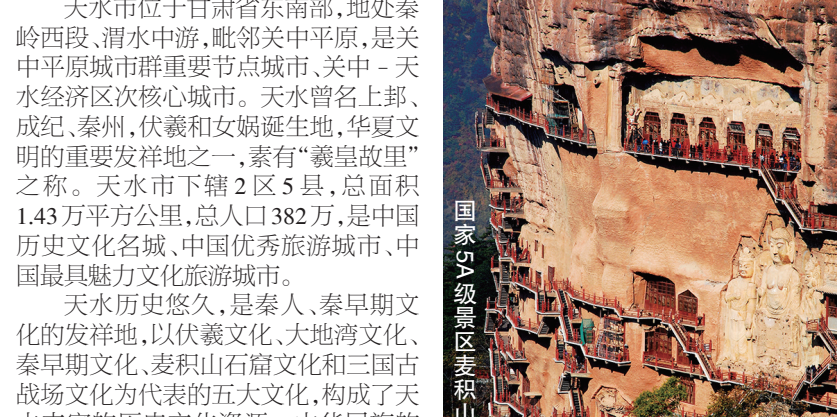 天水市位于甘肃省东南部,地处秦
岭西段、渭水中游,毗邻关中平原,是关
中平原城市群重要节点城市、关中－天
水经济区次核心城市。天水曾名上邽、
成纪、秦州,伏羲和女娲诞生地,华夏文
明的重要发祥地之一,素有“羲皇故里”
之称。天水市下辖2区5县,总面积
1.43万平方公里,总人口382万,是中国
历史文化名城、中国优秀旅游城市、中
国最具魅力文化旅游城市。
天水历史悠久,是秦人、秦早期文
化的发祥地,以伏羲文化、大地湾文化、
秦早期文化、麦积山石窟文化和三国古
战场文化为代表的五大文化,构成了天
国家5A级景区麦积山